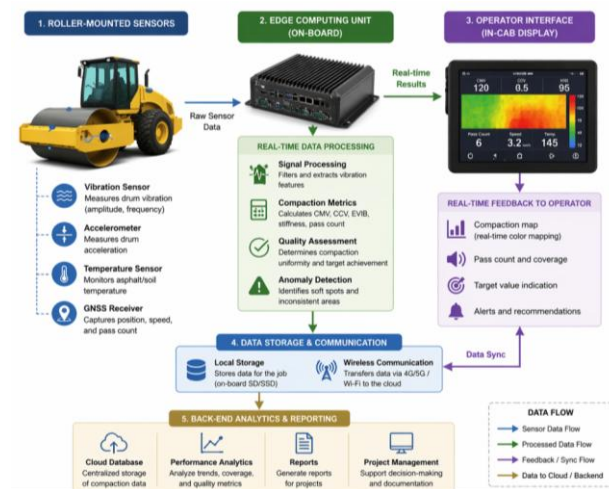 1. ROLLER-MOUNTED SENSORS
Raw Sensor
Data
Vibration Sensor
Measures drum vibration
(amplitude, frequency)
Accelerometer
Measures drum
acceleration
Temperature Sensor
Monitors asphalt/soil
temperature
GNSS Receiver
Captures position, speed,
and pass count
2. EDGE COMPUTING UNIT
(ON-BOARD)
Real-time
Results
REAL-TIME DATA PROCESSING
Signal Processing
Filters and extracts vibration
features
Compaction Metrics
Calculates CMV, CCV, EVIB,
stiffness, pass count
Quality Assessment
Determines compaction
uniformity and target achievement
Anomaly Detection
Identifies soft spots and
inconsistent areas
3. OPERATOR INTERFACE
(IN-CAB DISPLAY)
120
0.5
95
Pass Count
Speed
Temp
6
3.2
145
REAL-TIME FEEDBACK TO OPERATOR
Compaction map
(real-time color mapping)
Pass count and coverage
Target value indication
Alerts and recommendations
Data Sync
4. DATA STORAGE & COMMUNICATION
Local Storage
Stores data for the job
(on-board SD/SSD)
Wireless Communication
Transfers data via 4G/5G /
Wi-Fi to the cloud
5. BACK-END ANALYTICS & REPORTING
Cloud Database
Centralized storage
of compaction data
Performance Analytics
Analyze trends, coverage,
and quality metrics
Reports
Generate reports
for projects
Project Management
Support decision-making
and documentation
DATA FLOW
Sensor Data Flow
Processed Data Flow
Feedback / Sync Flow
Data to Cloud / Backend